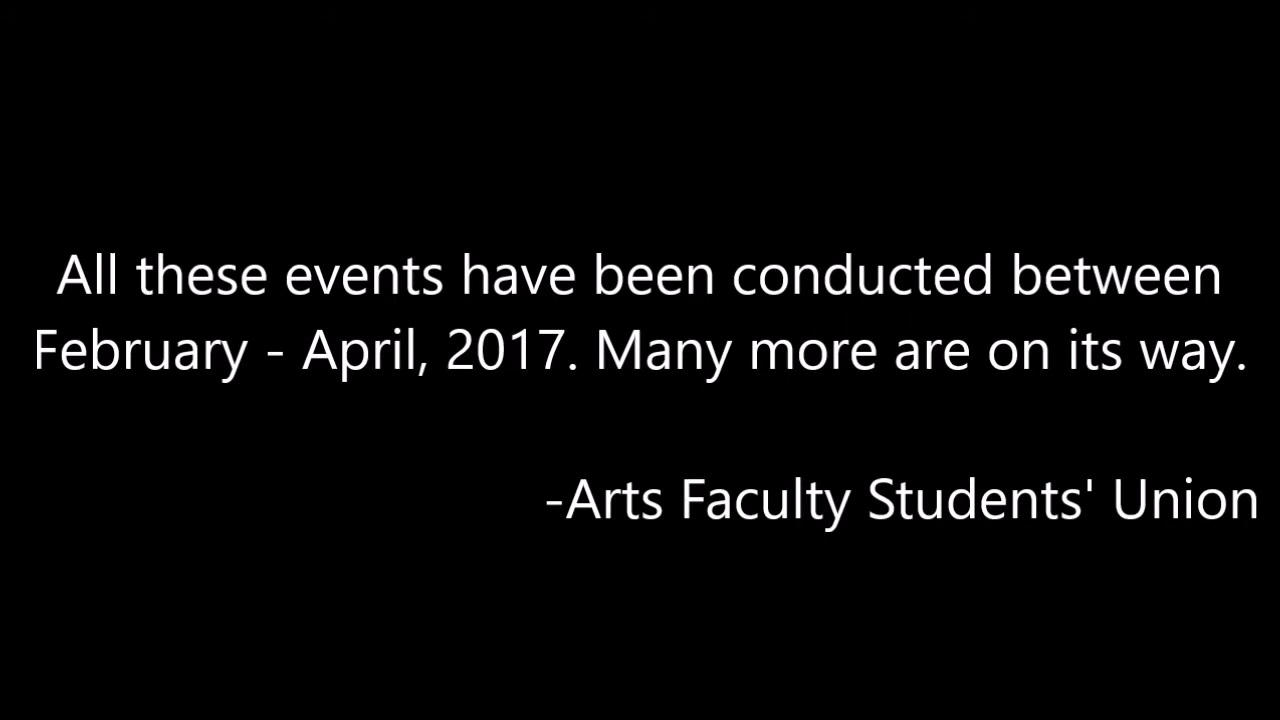 All these events have been conducted between
February - April, 2017. Many more are on its way.
-Arts Faculty Students' Union